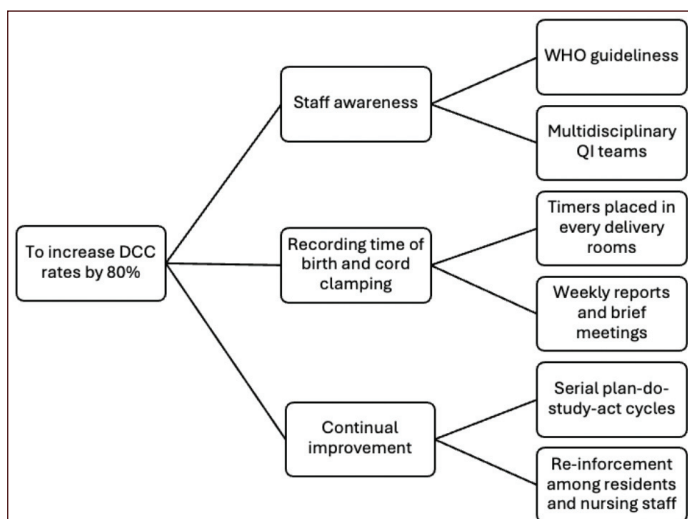 To increase DCC
rates by 80%
Staff awareness
Recording time of
birth and cord
clamping
Continual
improvement
WHO guideliness
Multidisciplinary
QI teams
Timers placed in
every delivery
rooms
Weekly reports
and brief
meetings
Serial plan-do-
study-act cycles
Re-inforcement
among residents
and nursing staff